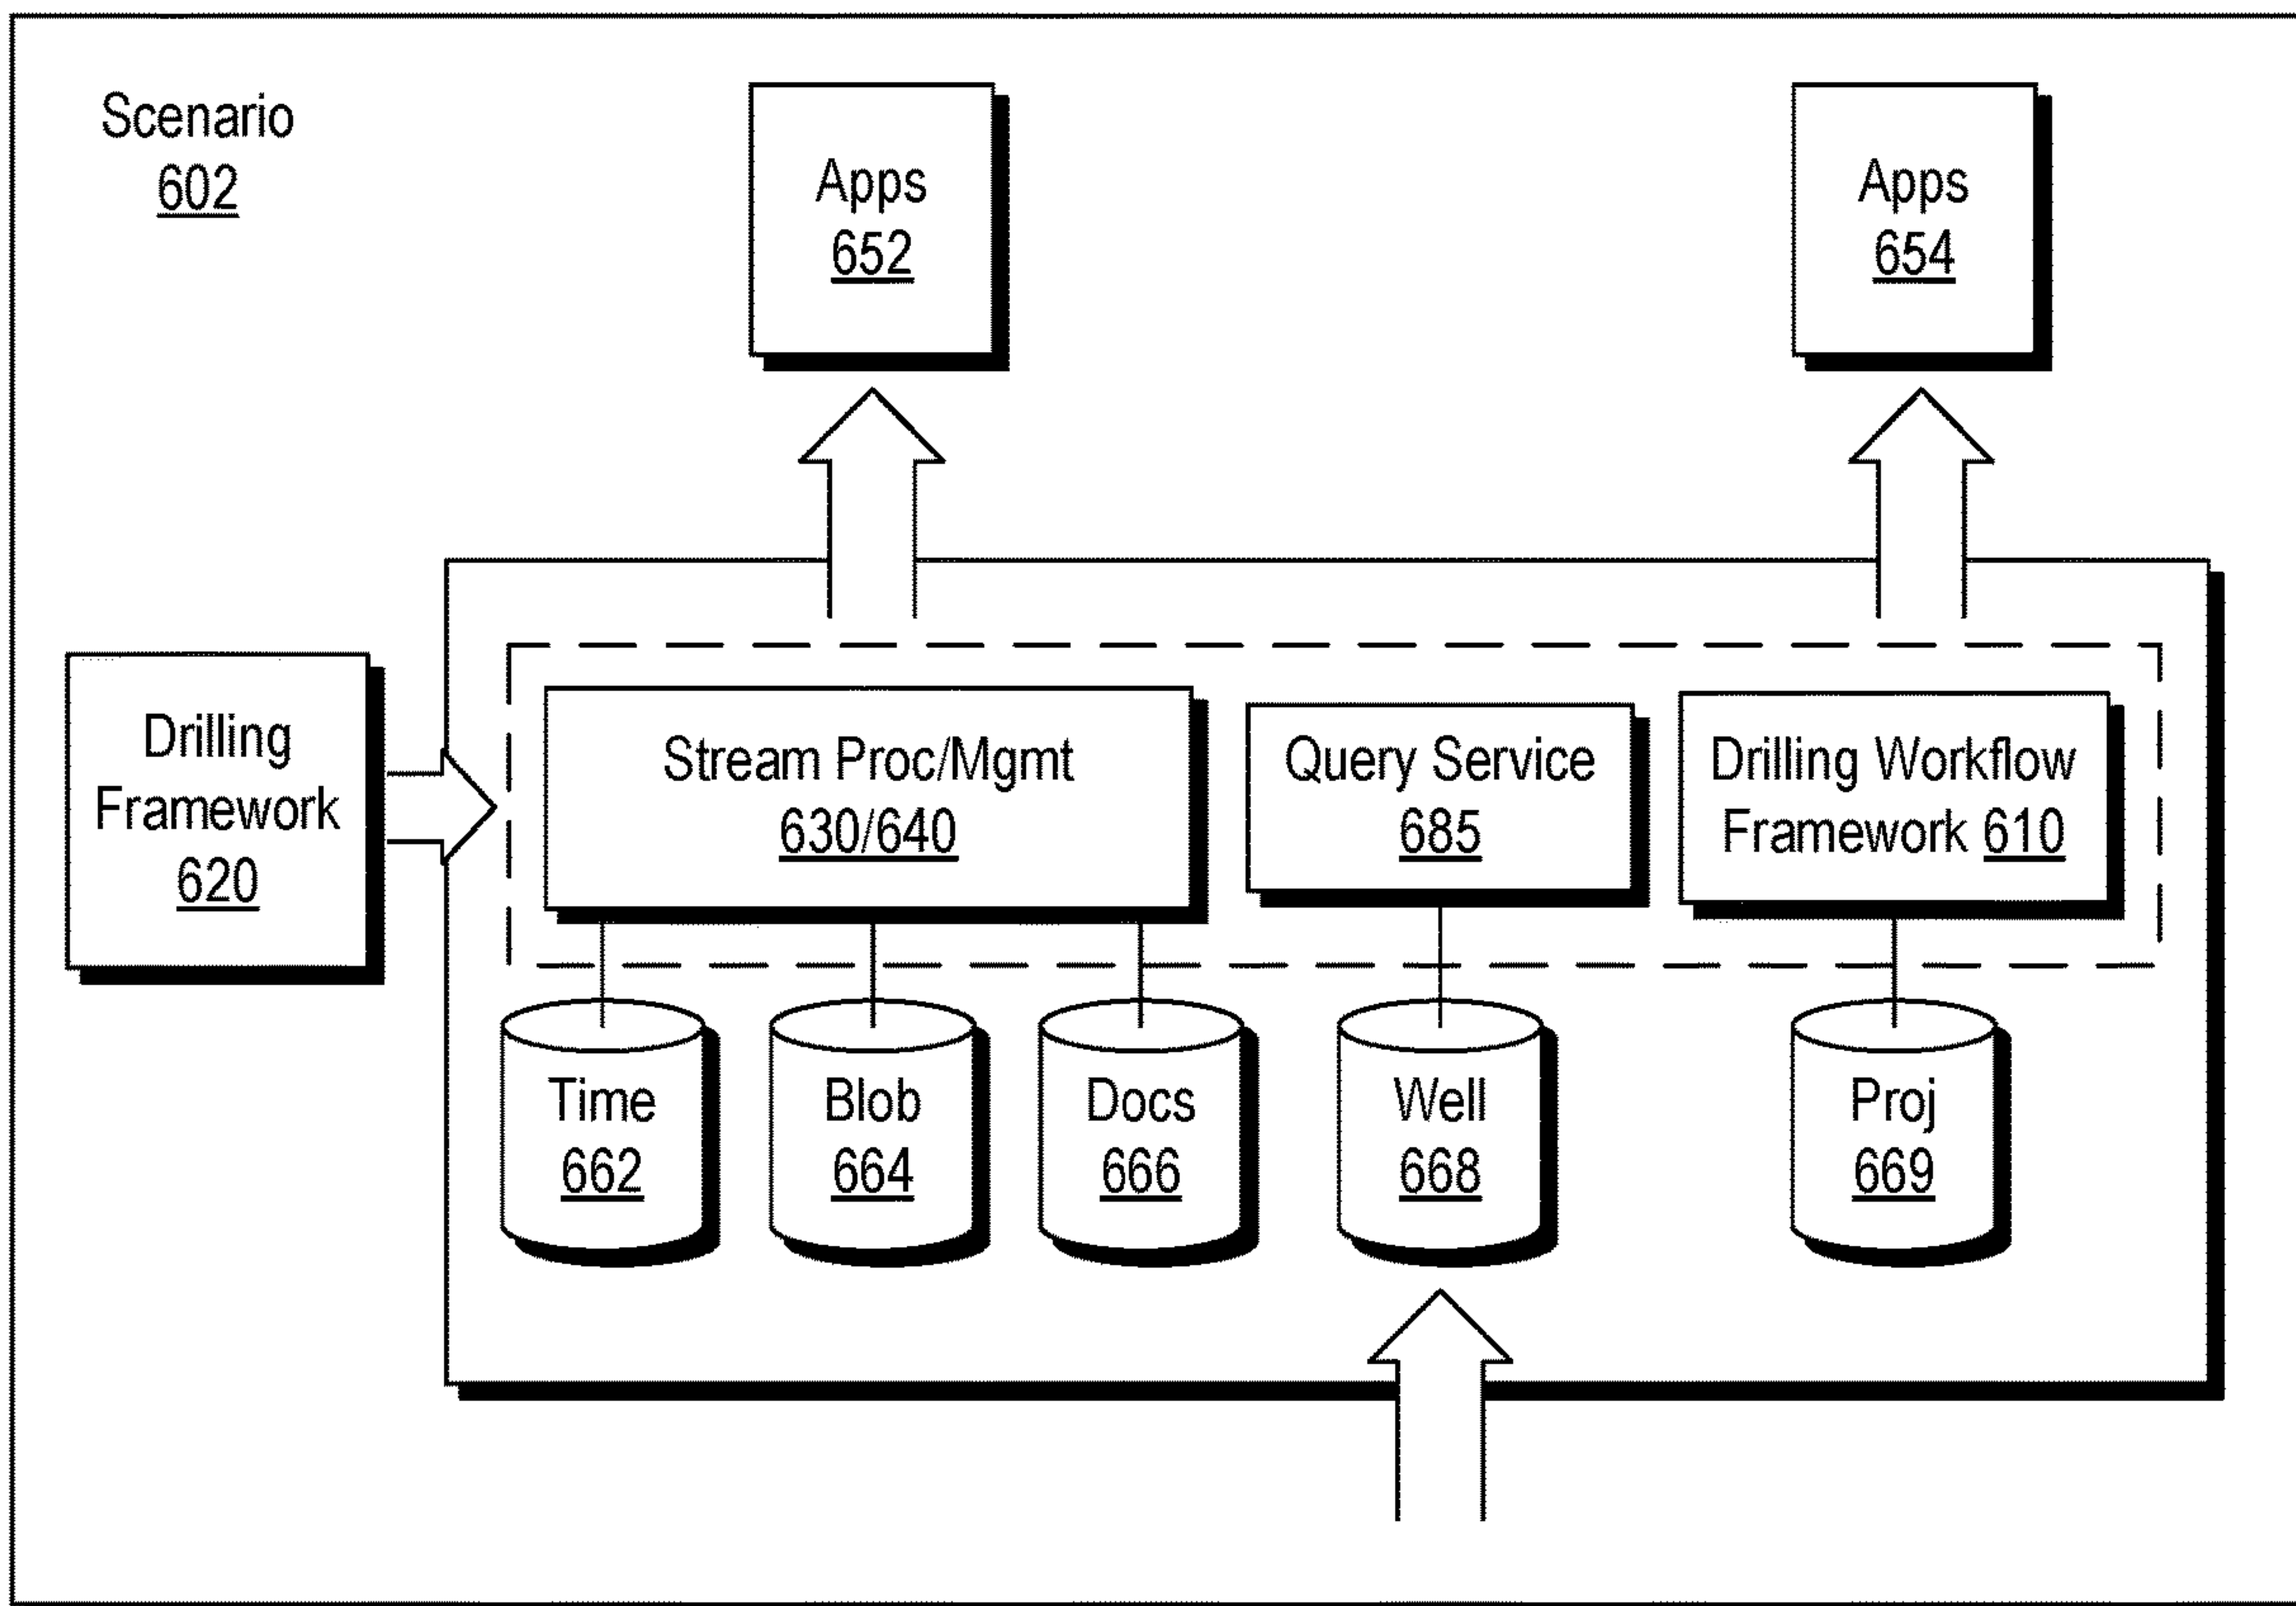 Scenario
602
Apps
652
Apps
654
Drilling
Framework
620
Stream Proc/Mgmt
630/640
Query Service
685
Drilling Workflow
Framework 610
Time
662
Blob
664
Docs
666
Well
668
Proj
669